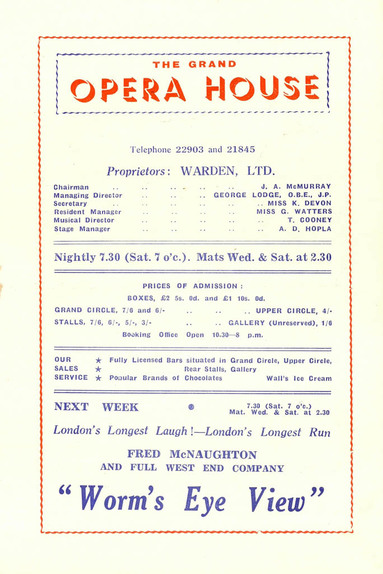 THE GRAND
OPERA HOUSE
Telephone 22903 and 21845
Proprietors: WARDEN, LTD.
Chairman .. .. .. .. .. .. J. A. McMURRAY
Managing Director .. .. .. .. GEORGE LODGE, O.B.E., J.P.
Secretary .. .. .. .. .. .. MISS K. DEVON
Resident Manager .. .. .. .. MISS G. WATTERS
Musical Director .. .. .. .. T. COONEY
Stage Manager .. .. .. .. A. D. HOPLA
Nightly 7.30 (Sat. 7 o'c.). Mats Wed. & Sat. at 2.30
PRICES OF ADMISSION:
BOXES, £2 5s. 0d. and £1 10s. 0d.
GRAND CIRCLE, 7/6 and 6/- .. .. .. .. UPPER CIRCLE, 4/-
STALLS, 7/6, 6/-, 5/-, 3/- .. .. GALLERY (Unreserved), 1/6
Booking Office Open 10.30—8 p.m.
OUR ★ Fully Licensed Bars situated in Grand Circle, Upper Circle,
SALES ★ Rear Stalls, Gallery
SERVICE ★ Popular Brands of Chocolates Wall's Ice Cream
NEXT WEEK ® 7.30 (Sat. 7 o'c.)
Mat. Wed. & Sat. at 2.30
London's Longest Laugh!—London's Longest Run
FRED McNAUGHTON
AND FULL WEST END COMPANY
"Worm's Eye View"